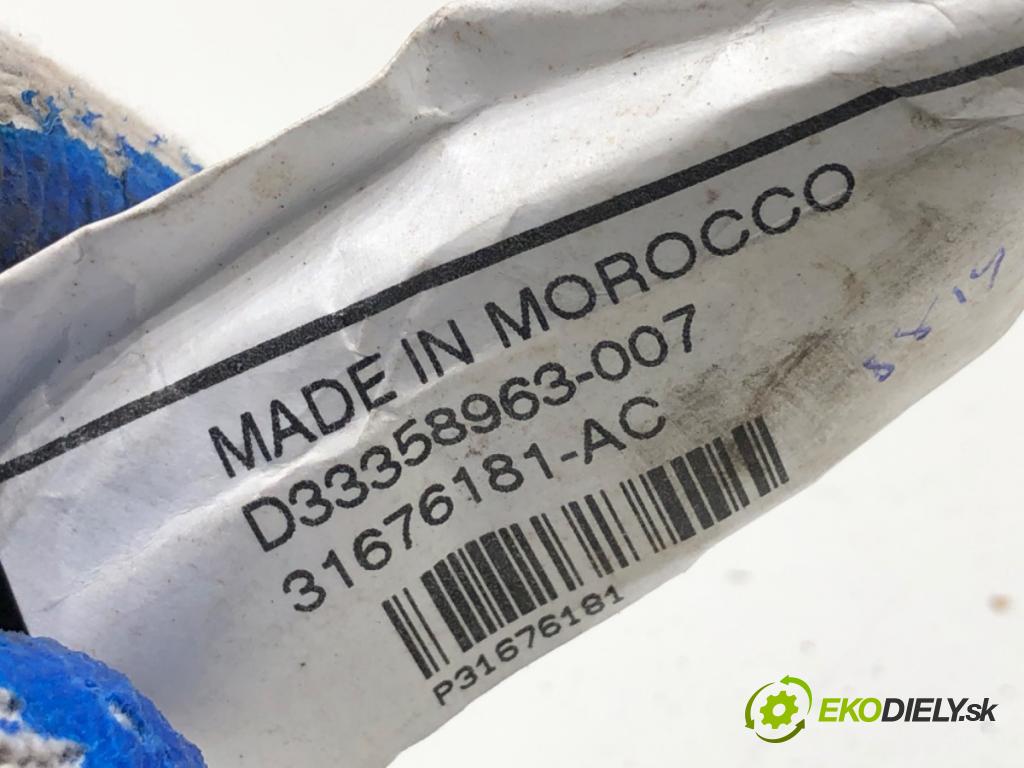 MADE IN MOROCCO
D33358963-007
31676181-AC
P31676181
EKODIELY.sk